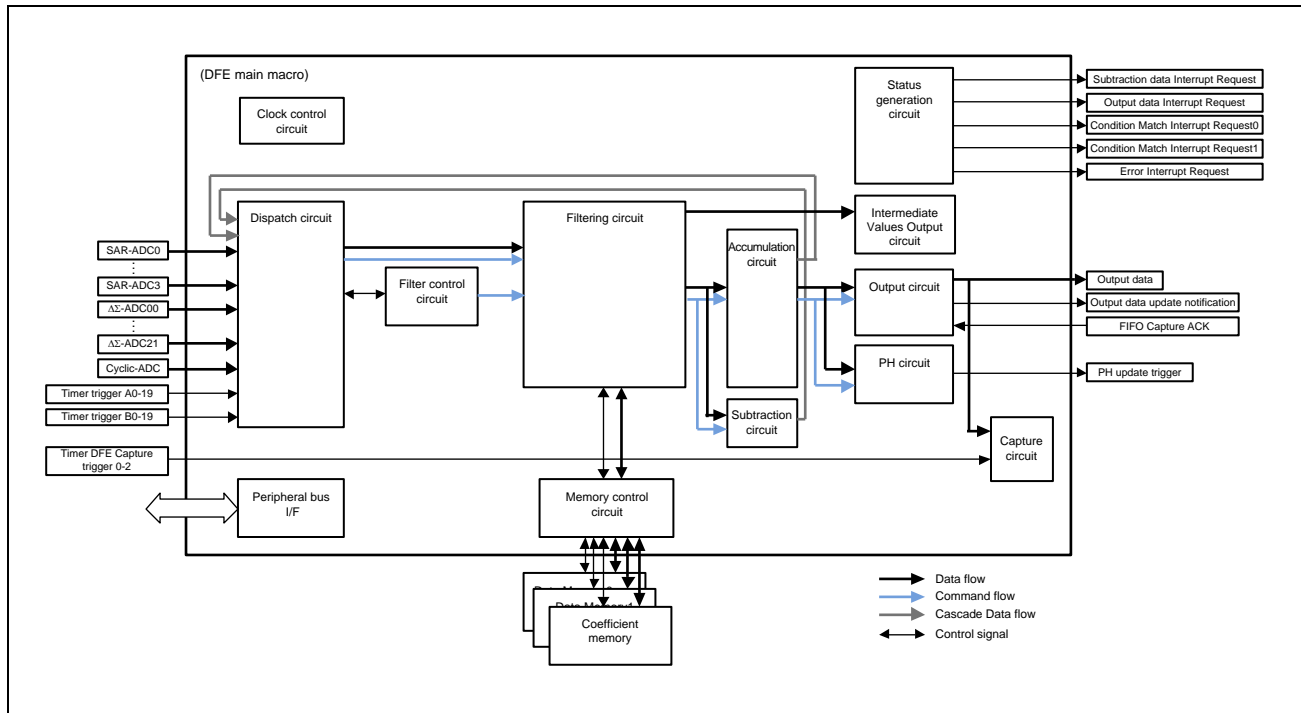 (DFE main macro)
Clock control
circuit
Status
generation
circuit
Subtraction data Interrupt Request
Output data Interrupt Request
Condition Match Interrupt Request0
Condition Match Interrupt Request1
Error Interrupt Request
Dispatch circuit
Filtering circuit
Intermediate
Values Output
circuit
Accumulation
circuit
Filter control
circuit
Output circuit
PH circuit
Subtraction
circuit
Capture
circuit
SAR-ADC0
⋮
SAR-ADC3
ΔΣ-ADC00
⋮
ΔΣ-ADC21
Cyclic-ADC
Timer trigger A0-19
Timer trigger B0-19
Timer DFE Capture
trigger 0-2
Output data
Output data update notification
FIFO Capture ACK
PH update trigger
Peripheral bus
I/F
Memory control
circuit
Coefficient
memory
Data flow
Command flow
Cascade Data flow
Control signal